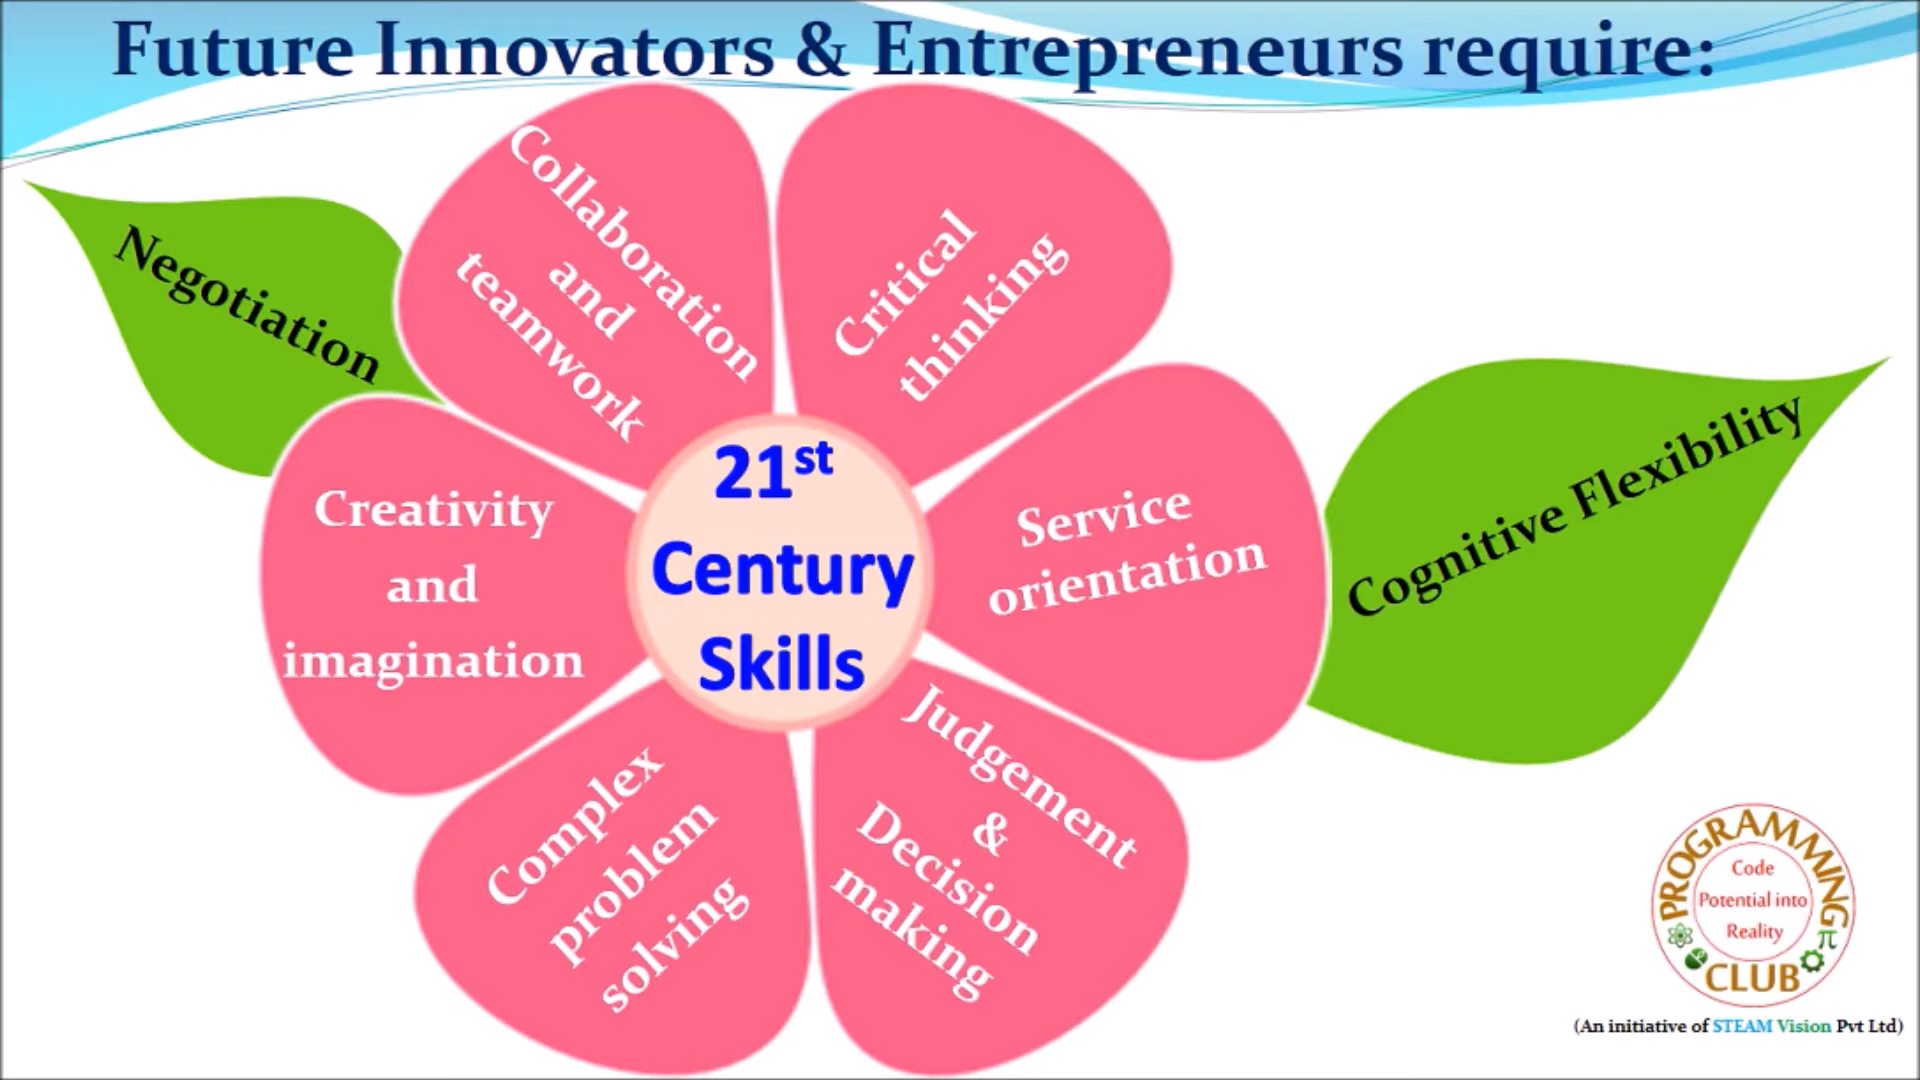 Future Innovators & Entrepreneurs require:
Negotiation
Collaboration
and
teamwork
Critical
thinking
Creativity
and
imagination
21st
Century
Skills
Service
orientation
Cognitive Flexibility
Complex
problem
solving
Judgement
&
Decision
making
PROGRAMMING
Code
Potential into
Reality
π
CLUB
(An initiative of STEAM Vision Pvt Ltd)